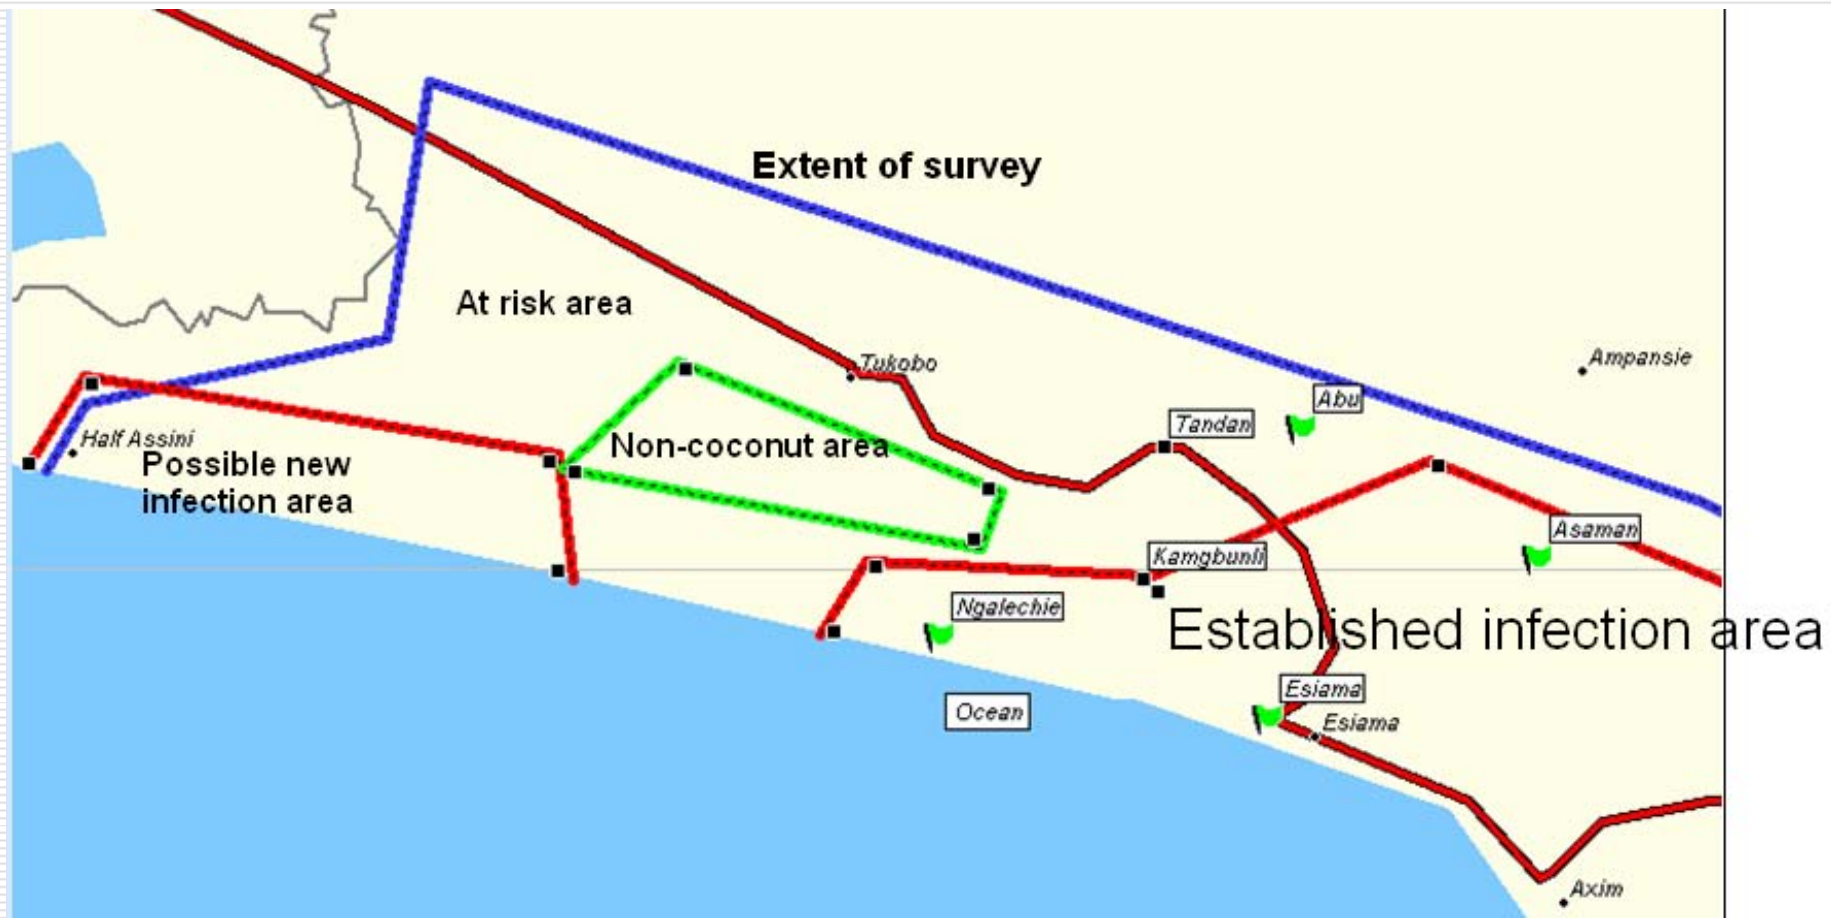 Extent of survey
At risk area
Tukobo
Ampansie
Abu
Tandan
Half Assini
Non-coconut area
Possible new
infection area
Asaman
Kamgbunli
Ngalechie
Established infection area
Esiama
Ocean
Esiama
Axim